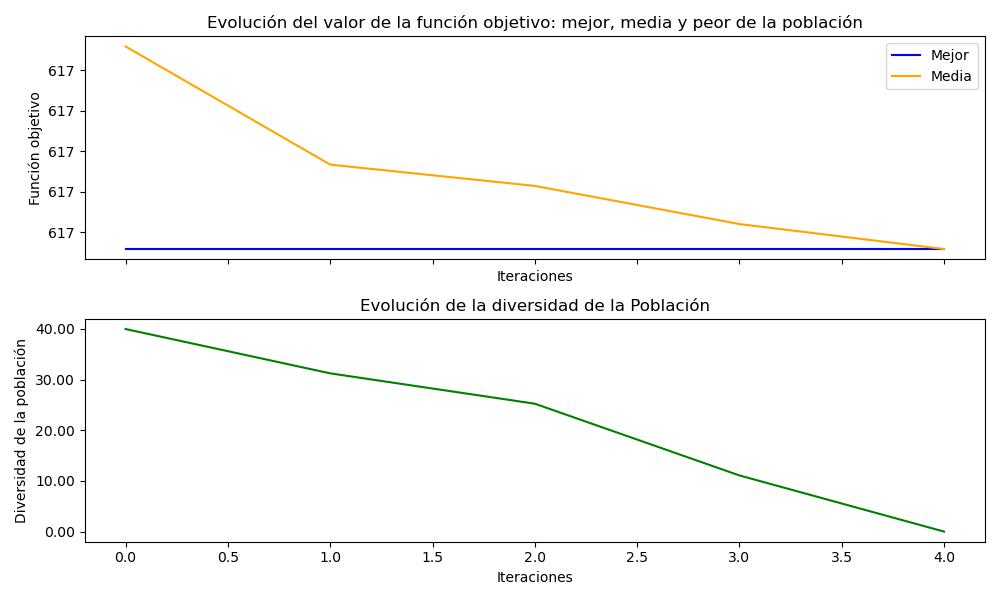 Evolución del valor de la función objetivo: mejor, media y peor de la población
Mejor
Media
617
617
617
617
617
Función objetivo
Iteraciones
Evolución de la diversidad de la Población
40.00
30.00
20.00
10.00
0.00
Diversidad de la población
0.0 0.5 1.0 1.5 2.0 2.5 3.0 3.5 4.0
Iteraciones